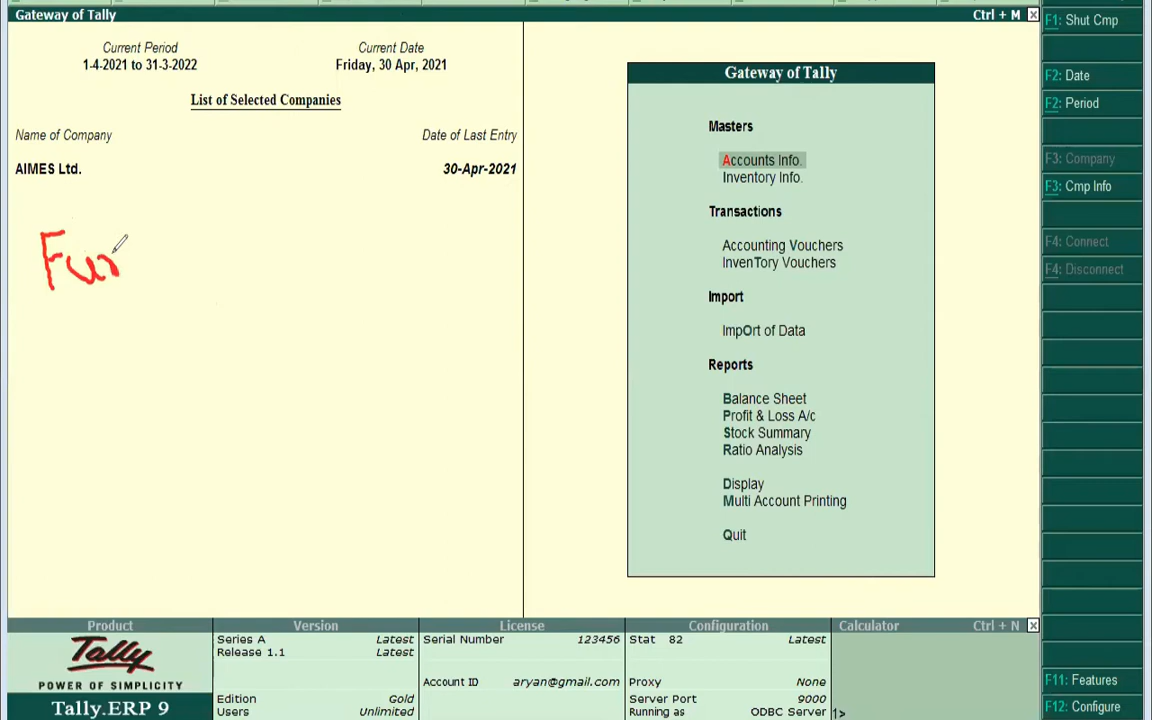 Gateway of Tally
Ctrl + M x
Current Period
1-4-2021 to 31-3-2022
Current Date
Friday, 30 Apr, 2021
List of Selected Companies
Name of Company
Date of Last Entry
AIMES Ltd.
30-Apr-2021
Fur
Gateway of Tally
Masters
Accounts Info.
Inventory Info.
Transactions
Accounting Vouchers
InvenTory Vouchers
Import
ImpOrt of Data
Reports
Balance Sheet
Profit & Loss A/c
Stock Summary
Ratio Analysis
Display
Multi Account Printing
Quit
F1: Shut Cmp
F2: Date
F2: Period
F3: Company
F3: Cmp Info
F4: Connect
F4: Disconnect
F11: Features
F12: Configure
Product
Tally
POWER OF SIMPLICITY
Tally.ERP 9
Version
Series A Latest
Release 1.1 Latest
Edition Gold
Users Unlimited
License
Serial Number 123456
Account ID aryan@gmail.com
Configuration
Stat 82 Latest
Proxy None
Server Port 9000
Running as ODBC Server
Calculator Ctrl + N x
1>